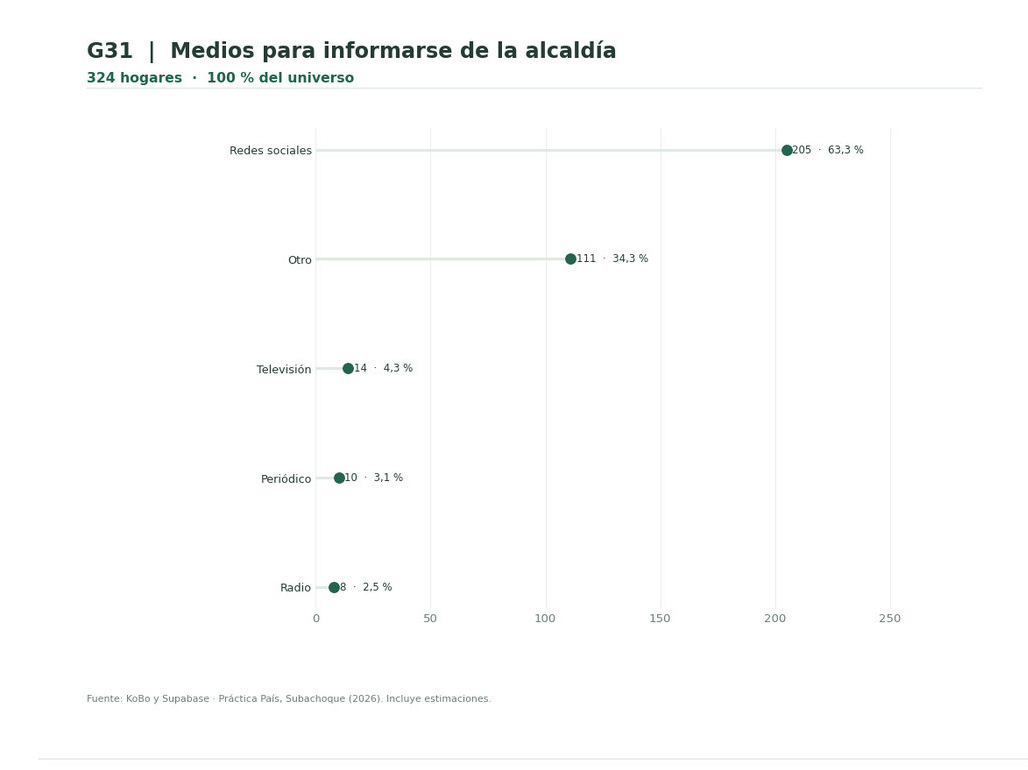 G31 | Medios para informarse de la alcaldía
324 hogares · 100 % del universo
Redes sociales 205 · 63,3 %
Otro 111 · 34,3 %
Televisión 14 · 4,3 %
Periódico 10 · 3,1 %
Radio 8 · 2,5 %
0 50 100 150 200 250
Fuente: KoBo y Supabase · Práctica País, Subachoque (2026). Incluye estimaciones.